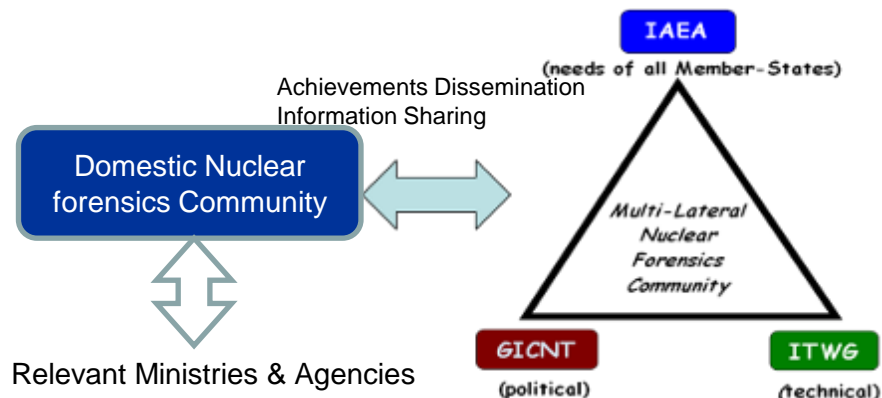 IAEA
(needs of all Member-States)
Achievements Dissemination
Information Sharing
Domestic Nuclear
forensics Community
Multi-Lateral
Nuclear
Forensics
Community
GICNT
(political)
ITWG
(technical)
Relevant Ministries & Agencies